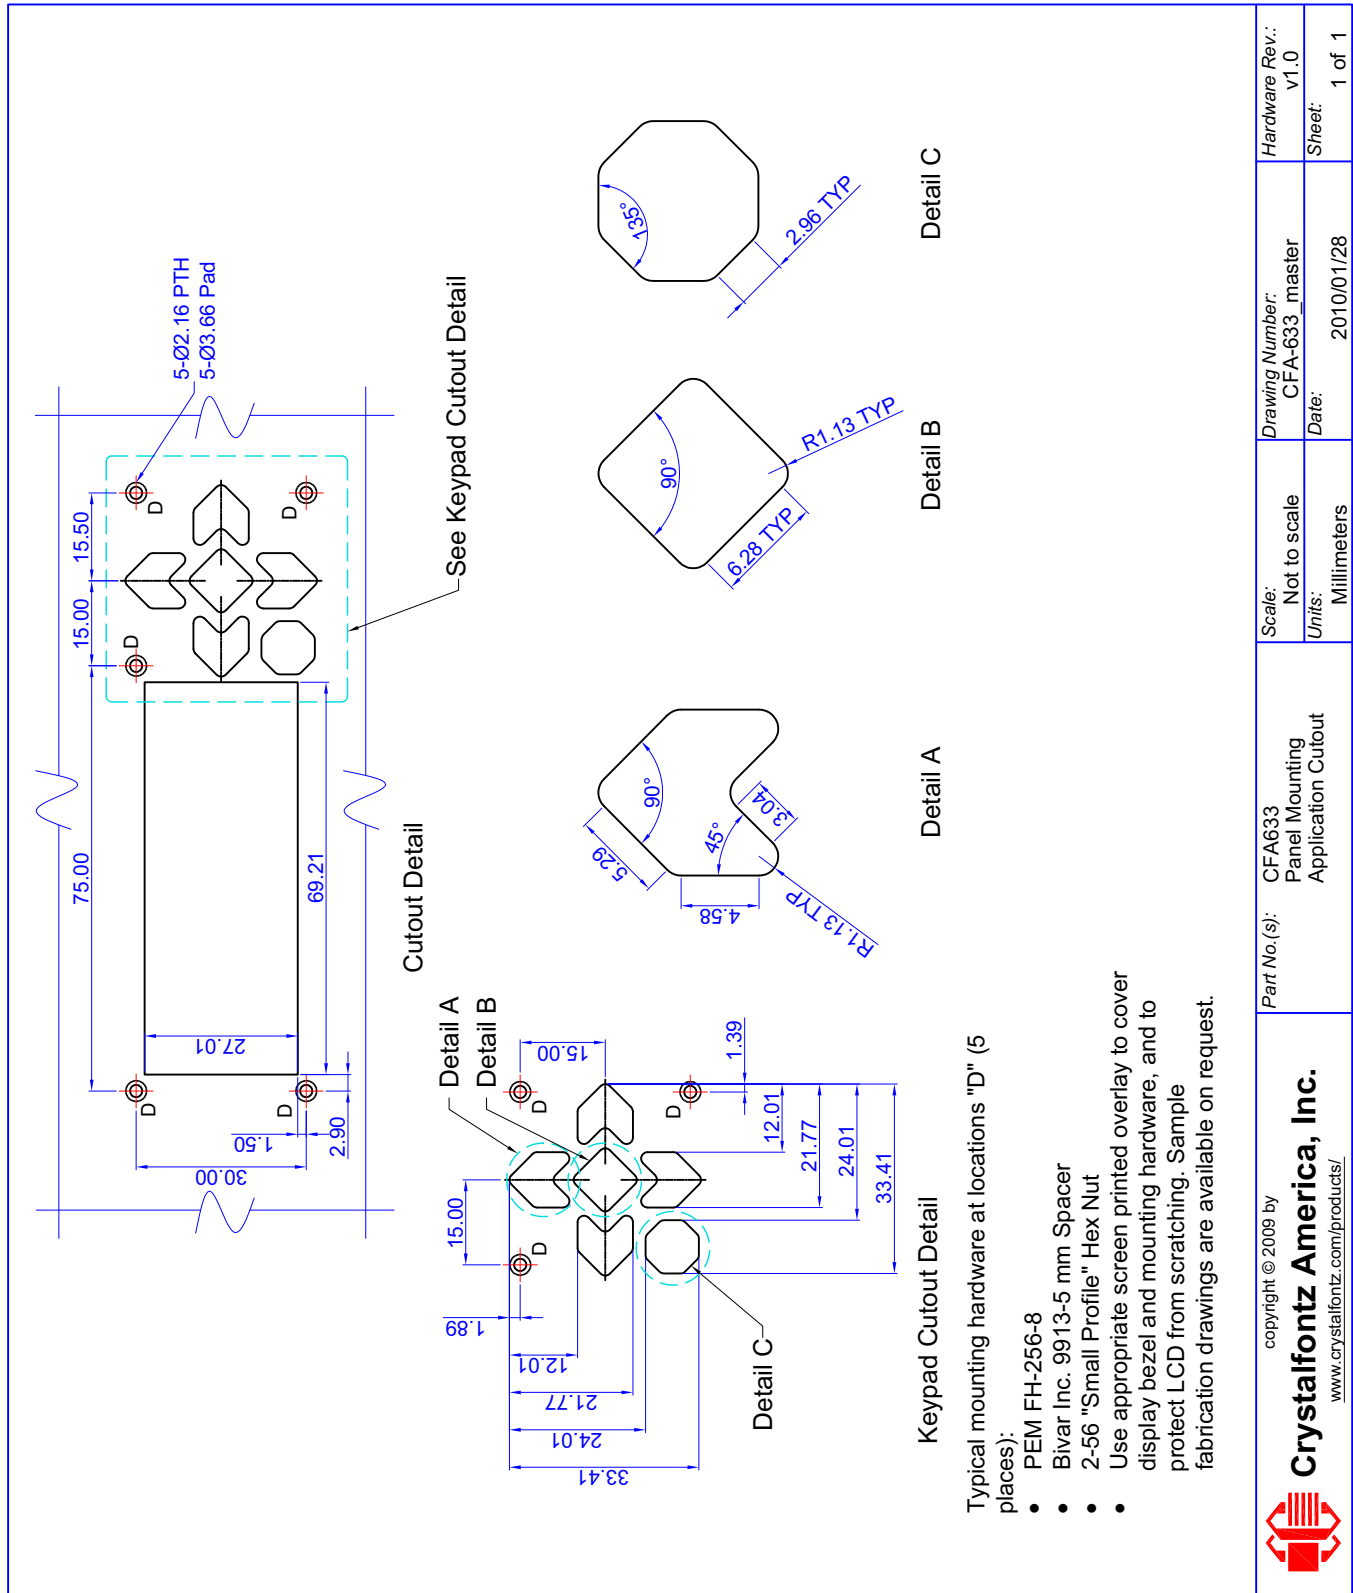 5-Ø2.16 PTH
5-Ø3.66 Pad
15.50
15.00
75.00
D
D
D
D
D
69.21
27.01
1.50
2.90
30.00
See Keypad Cutout Detail
Cutout Detail
Detail A
Detail B
15.00
15.00
1.89
12.01
21.77
24.01
33.41
D
D
D
1.39
12.01
21.77
24.01
33.41
Detail C
Keypad Cutout Detail
5.29
90°
45°
3.04
4.58
R1.13 TYP
Detail A
90°
6.28 TYP
R1.13 TYP
Detail B
135°
2.96 TYP
Detail C
Typical mounting hardware at locations "D" (5
places):
• PEM FH-256-8
• Bivar Inc. 9913-5 mm Spacer
• 2-56 "Small Profile" Hex Nut
• Use appropriate screen printed overlay to cover
display bezel and mounting hardware, and to
protect LCD from scratching. Sample
fabrication drawings are available on request.
copyright © 2009 by
Crystalfontz America, Inc.
www.crystalfontz.com/products/
Part No.(s):
CFA633
Panel Mounting
Application Cutout
Scale:
Not to scale
Units:
Millimeters
Drawing Number:
CFA-633_master
Date:
2010/01/28
Hardware Rev.:
v1.0
Sheet:
1 of 1